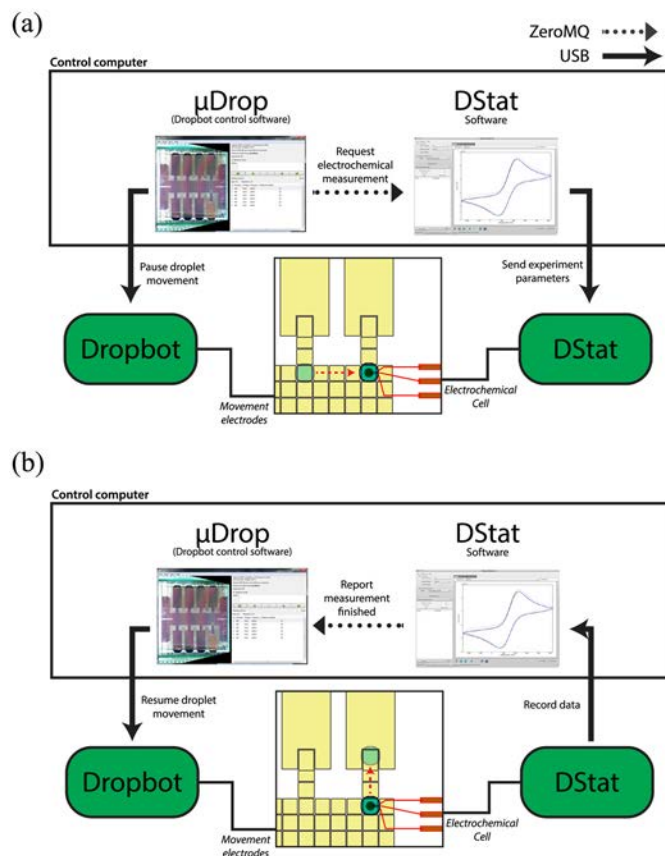 (a)
ZeroMQ
USB
Control computer
µDrop
(Dropbot control software)
DStat
Software
Request
electrochemical
measurement
Pause droplet
movement
Send experiment
parameters
Dropbot
DStat
Movement
electrodes
Electrochemical
Cell
(b)
Control computer
µDrop
(Dropbot control software)
DStat
Software
Report
measurement
finished
Resume droplet
movement
Record data
Dropbot
DStat
Movement
electrodes
Electrochemical
Cell